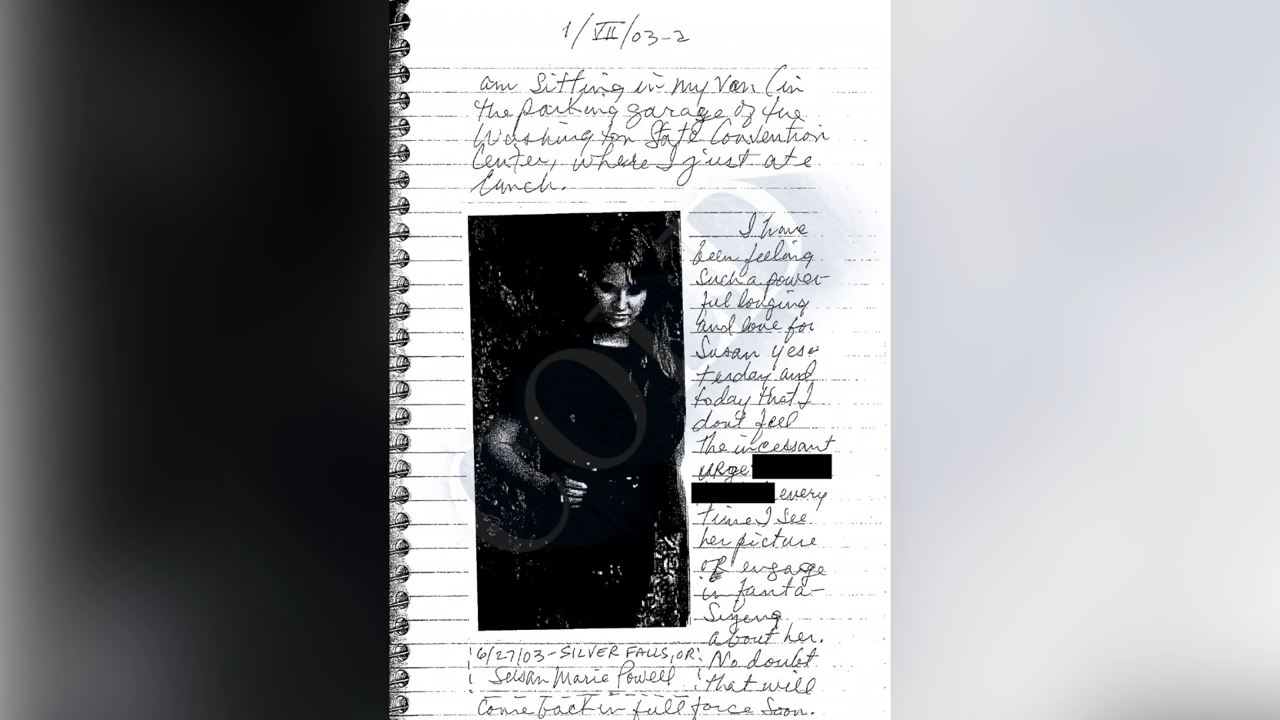 1/VII/03-2
am sitting in my van (in
the parking garage of the
Washington State Convention
Center, where I just ate
lunch.
I have
been feeling
such a power-
ful longing
and love for
Susan yes-
terday and
today that I
don't feel
the incessant
urge
every
time I see
her picture
or engage
in fanta-
sizing
about her.
6/27/03-SILVER FALLS, OR
No doubt
Susan Marie Powell
that will
come back in full force soon.
COPY